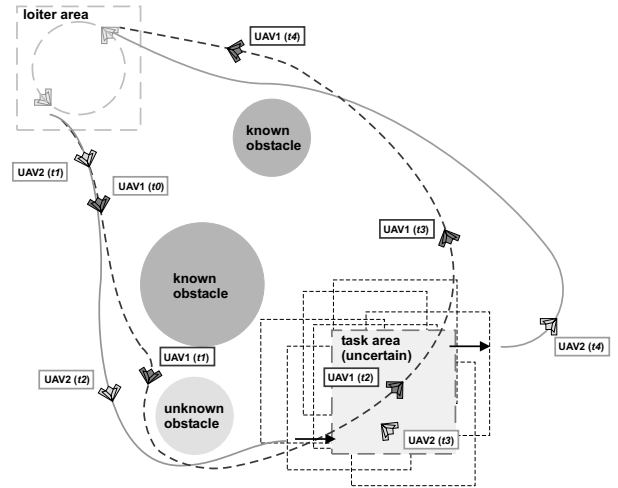 loiter area
UAV1 (t4)
known
obstacle
UAV2 (t1)
UAV1 (t0)
UAV1 (t3)
known
obstacle
task area
(uncertain)
UAV2 (t4)
UAV1 (t1)
UAV2 (t2)
UAV1 (t2)
unknown
obstacle
UAV2 (t3)